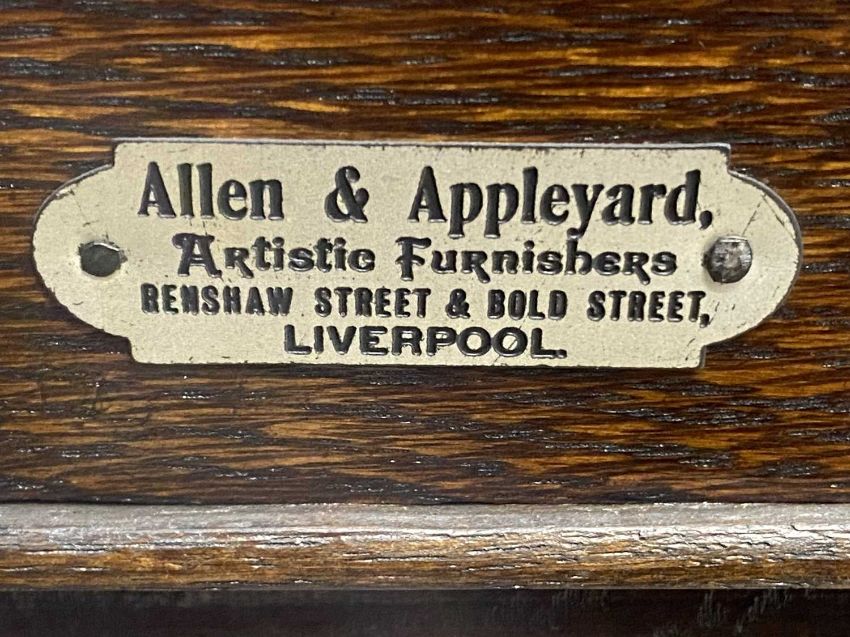 Allen & Appleyard,
Artistic Furnishers
RENSHAW STREET & BOLD STREET,
LIVERPOOL.